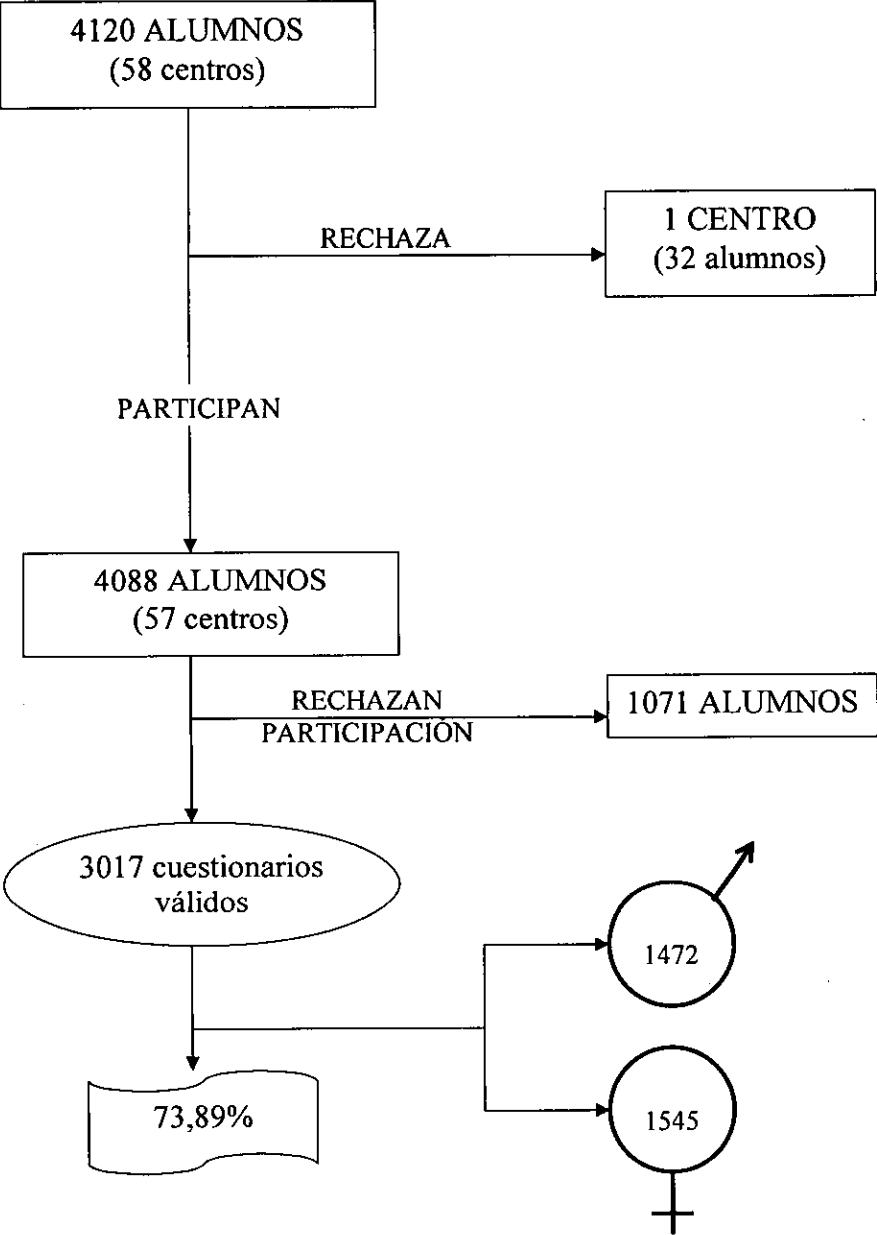 4120 ALUMNOS
(58 centros)
RECHAZA
1 CENTRO
(32 alumnos)
PARTICIPAN
4088 ALUMNOS
(57 centros)
RECHAZAN
PARTICIPACIÓN
1071 ALUMNOS
3017 cuestionarios
válidos
1472
73,89%
1545